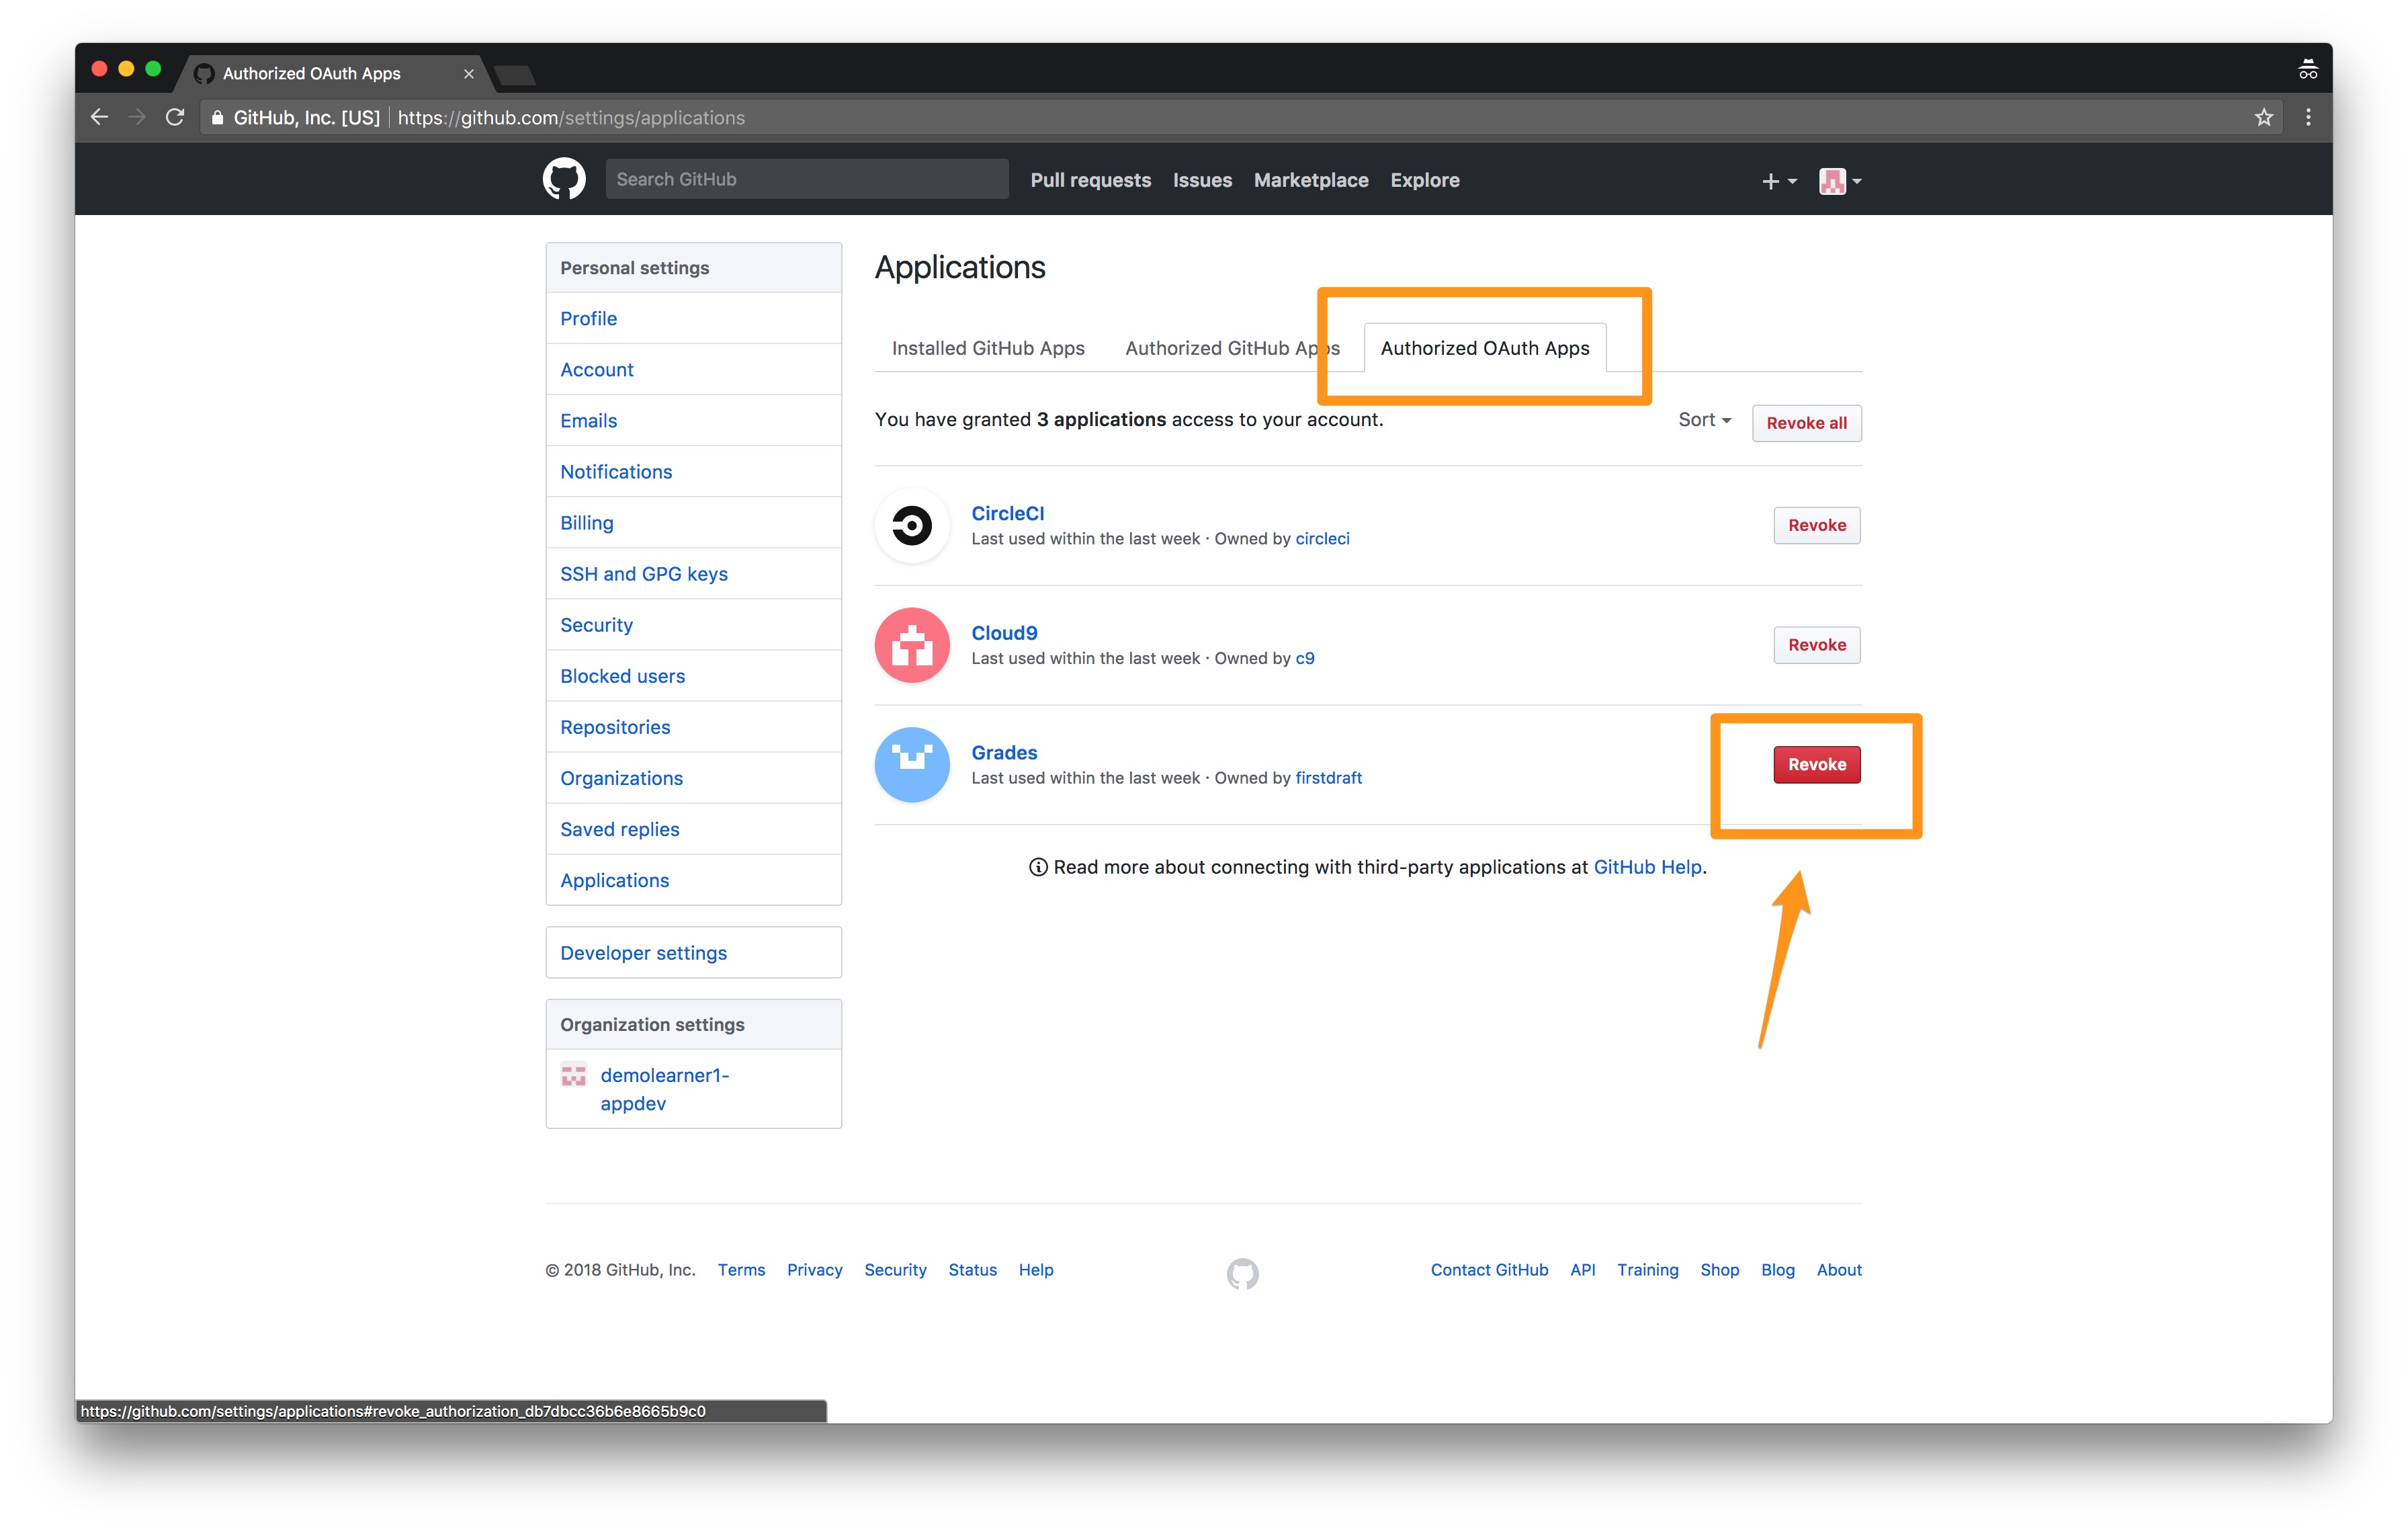 Authorized OAuth Apps
GitHub, Inc. [US] https://github.com/settings/applications
Search GitHub Pull requests Issues Marketplace Explore
Personal settings
Profile
Account
Emails
Notifications
Billing
SSH and GPG keys
Security
Blocked users
Repositories
Organizations
Saved replies
Applications
Developer settings
Organization settings
demolearner1-
appdev
Applications
Installed GitHub Apps Authorized GitHub Apps Authorized OAuth Apps
You have granted 3 applications access to your account. Sort Revoke all
CircleCI
Last used within the last week · Owned by circleci
Revoke
Cloud9
Last used within the last week · Owned by c9
Revoke
Grades
Last used within the last week · Owned by firstdraft
Revoke
Read more about connecting with third-party applications at GitHub Help.
© 2018 GitHub, Inc. Terms Privacy Security Status Help Contact GitHub API Training Shop Blog About
https://github.com/settings/applications#revoke_authorization_db7dbcc36b6e8665b9c0